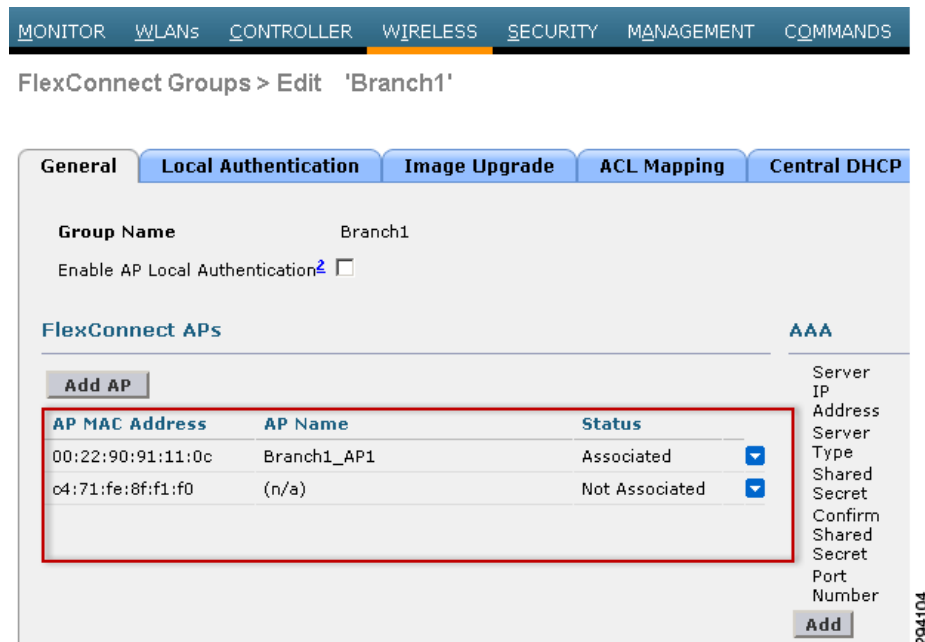 MONITOR WLANs CONTROLLER WIRELESS SECURITY MANAGEMENT COMMANDS
FlexConnect Groups > Edit 'Branch1'
General Local Authentication Image Upgrade ACL Mapping Central DHCP
Group Name Branch1
Enable AP Local Authentication2
FlexConnect APs
AAA
Add AP
AP MAC Address AP Name Status
00:22:90:91:11:0c Branch1_AP1 Associated
c4:71:fe:8f:f1:f0 (n/a) Not Associated
Server
IP
Address
Server
Type
Shared
Secret
Confirm
Shared
Secret
Port
Number
Add
294104